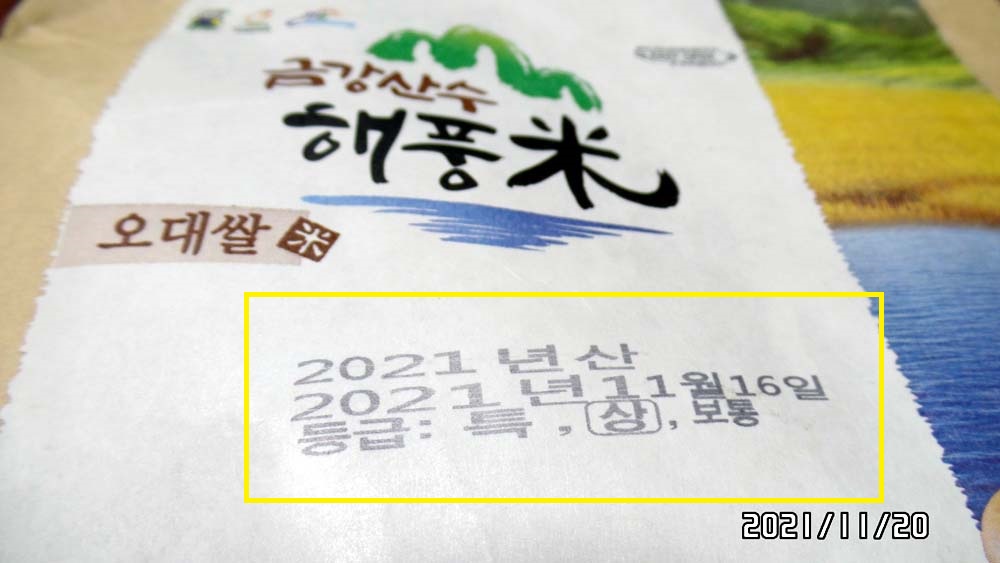 금강산수
해풍米
오대쌀 米
2021 년 산
2021 년 11월16일
등급: 특, 상, 보통
2021/11/20